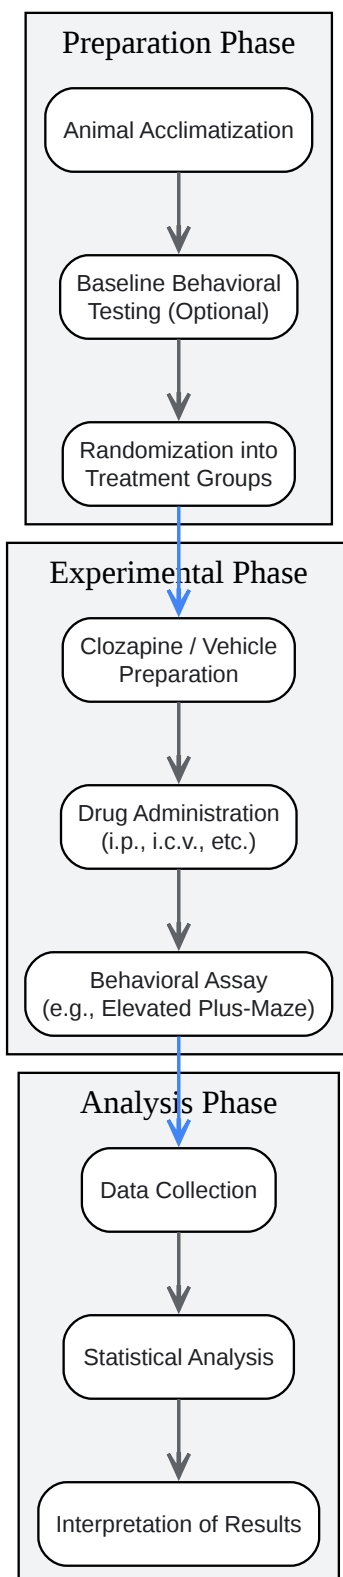 Preparation Phase
Animal Acclimatization
Baseline Behavioral
Testing (Optional)
Randomization into
Treatment Groups
Experimental Phase
Clozapine / Vehicle
Preparation
Drug Administration
(i.p., i.c.v., etc.)
Behavioral Assay
(e.g., Elevated Plus-Maze)
Analysis Phase
Data Collection
Statistical Analysis
Interpretation of Results